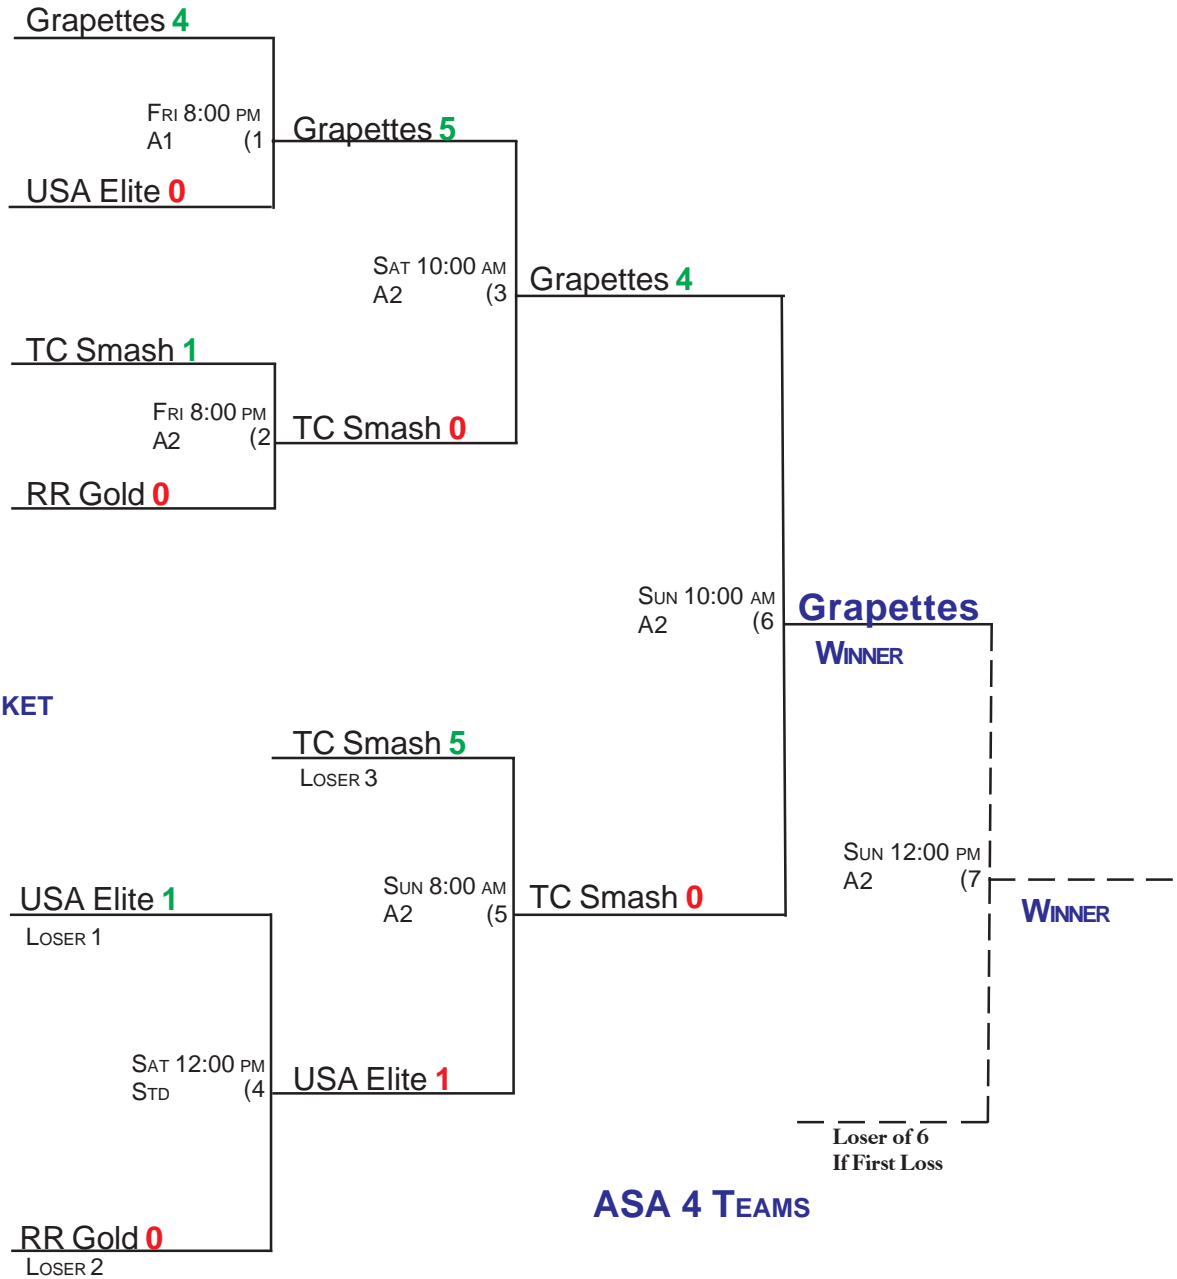 Grapettes 4
Fri 8:00 pm
A1 (1
Grapettes 5
USA Elite 0
Sat 10:00 am
A2 (3
Grapettes 4
TC Smash 1
Fri 8:00 pm
A2 (2
TC Smash 0
RR Gold 0
Sun 10:00 am
A2 (6
Grapettes
Winner
KET
TC Smash 5
Loser 3
Sun 12:00 pm
A2 (7
Winner
USA Elite 1
Loser 1
Sun 8:00 am
A2 (5
TC Smash 0
Sat 12:00 pm
Std (4
USA Elite 1
Loser of 6
If First Loss
ASA 4 Teams
RR Gold 0
Loser 2